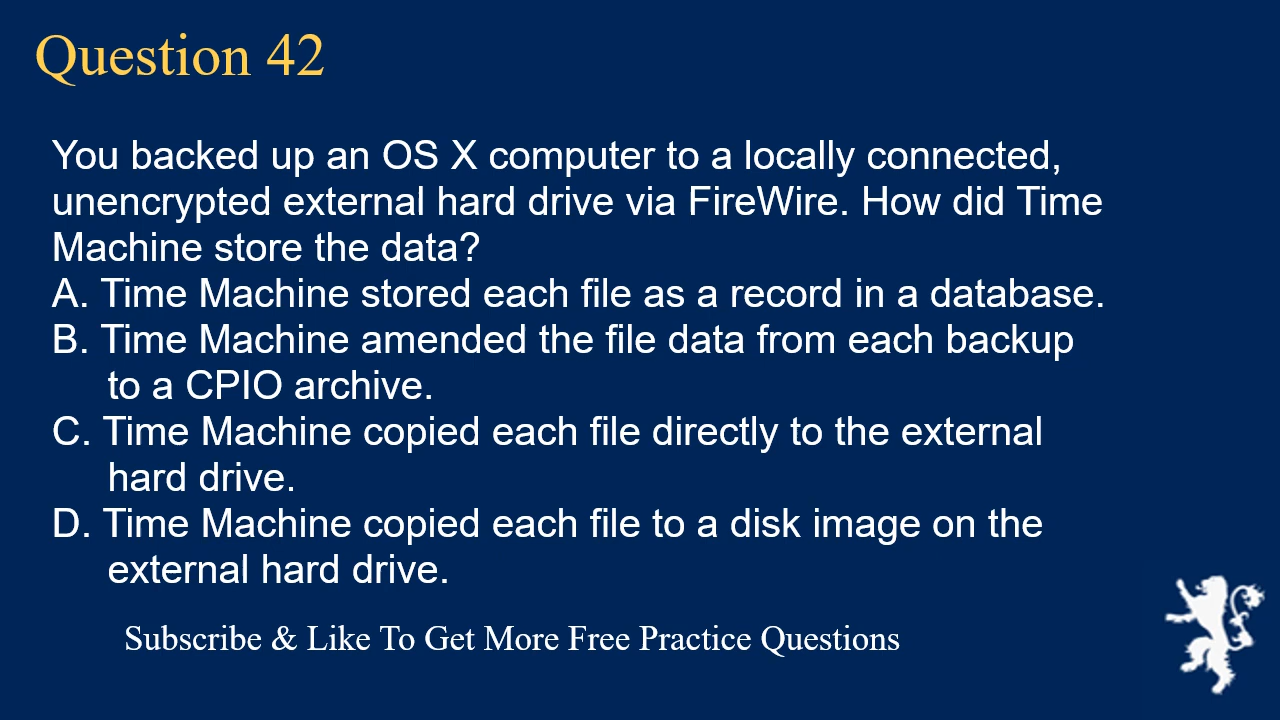 Question 42
You backed up an OS X computer to a locally connected,
unencrypted external hard drive via FireWire. How did Time
Machine store the data?
A. Time Machine stored each file as a record in a database.
B. Time Machine amended the file data from each backup
to a CPIO archive.
C. Time Machine copied each file directly to the external
hard drive.
D. Time Machine copied each file to a disk image on the
external hard drive.
Subscribe & Like To Get More Free Practice Questions